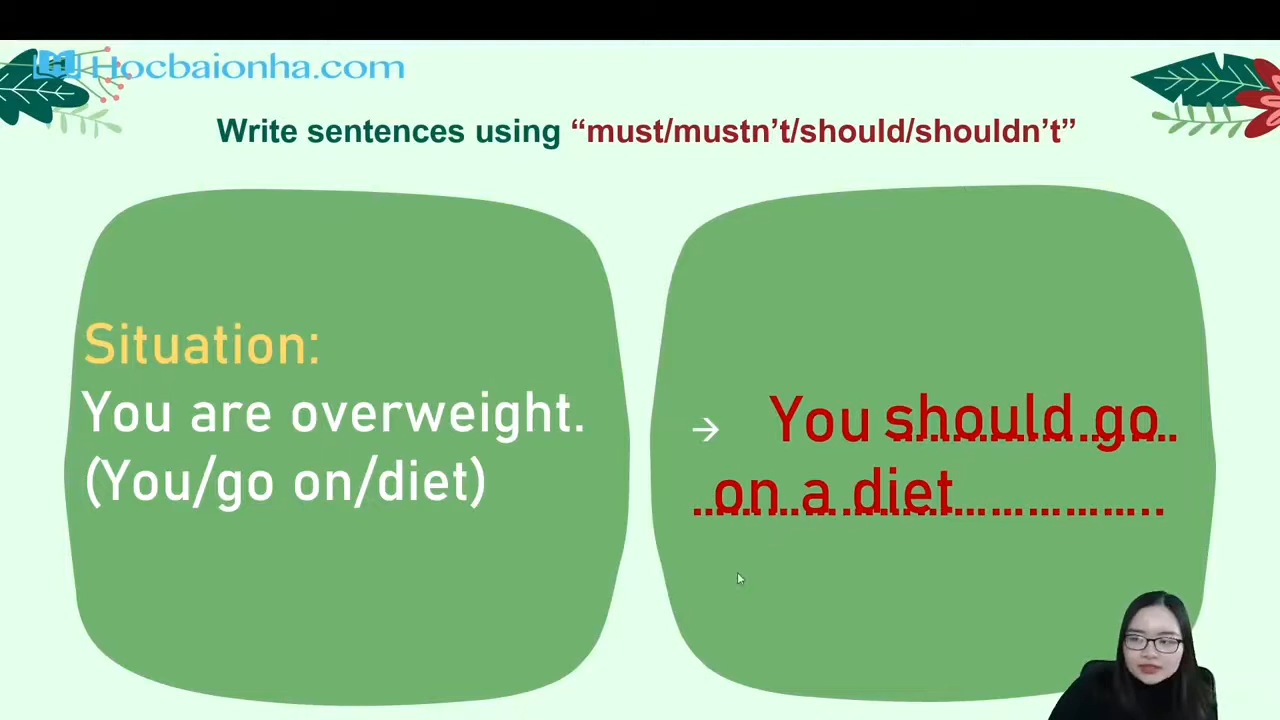 Hocbaionha.com
Write sentences using “must/mustn’t/should/shouldn’t”
Situation:
You are overweight.
(You/go on/diet)
→ You should go
on a diet